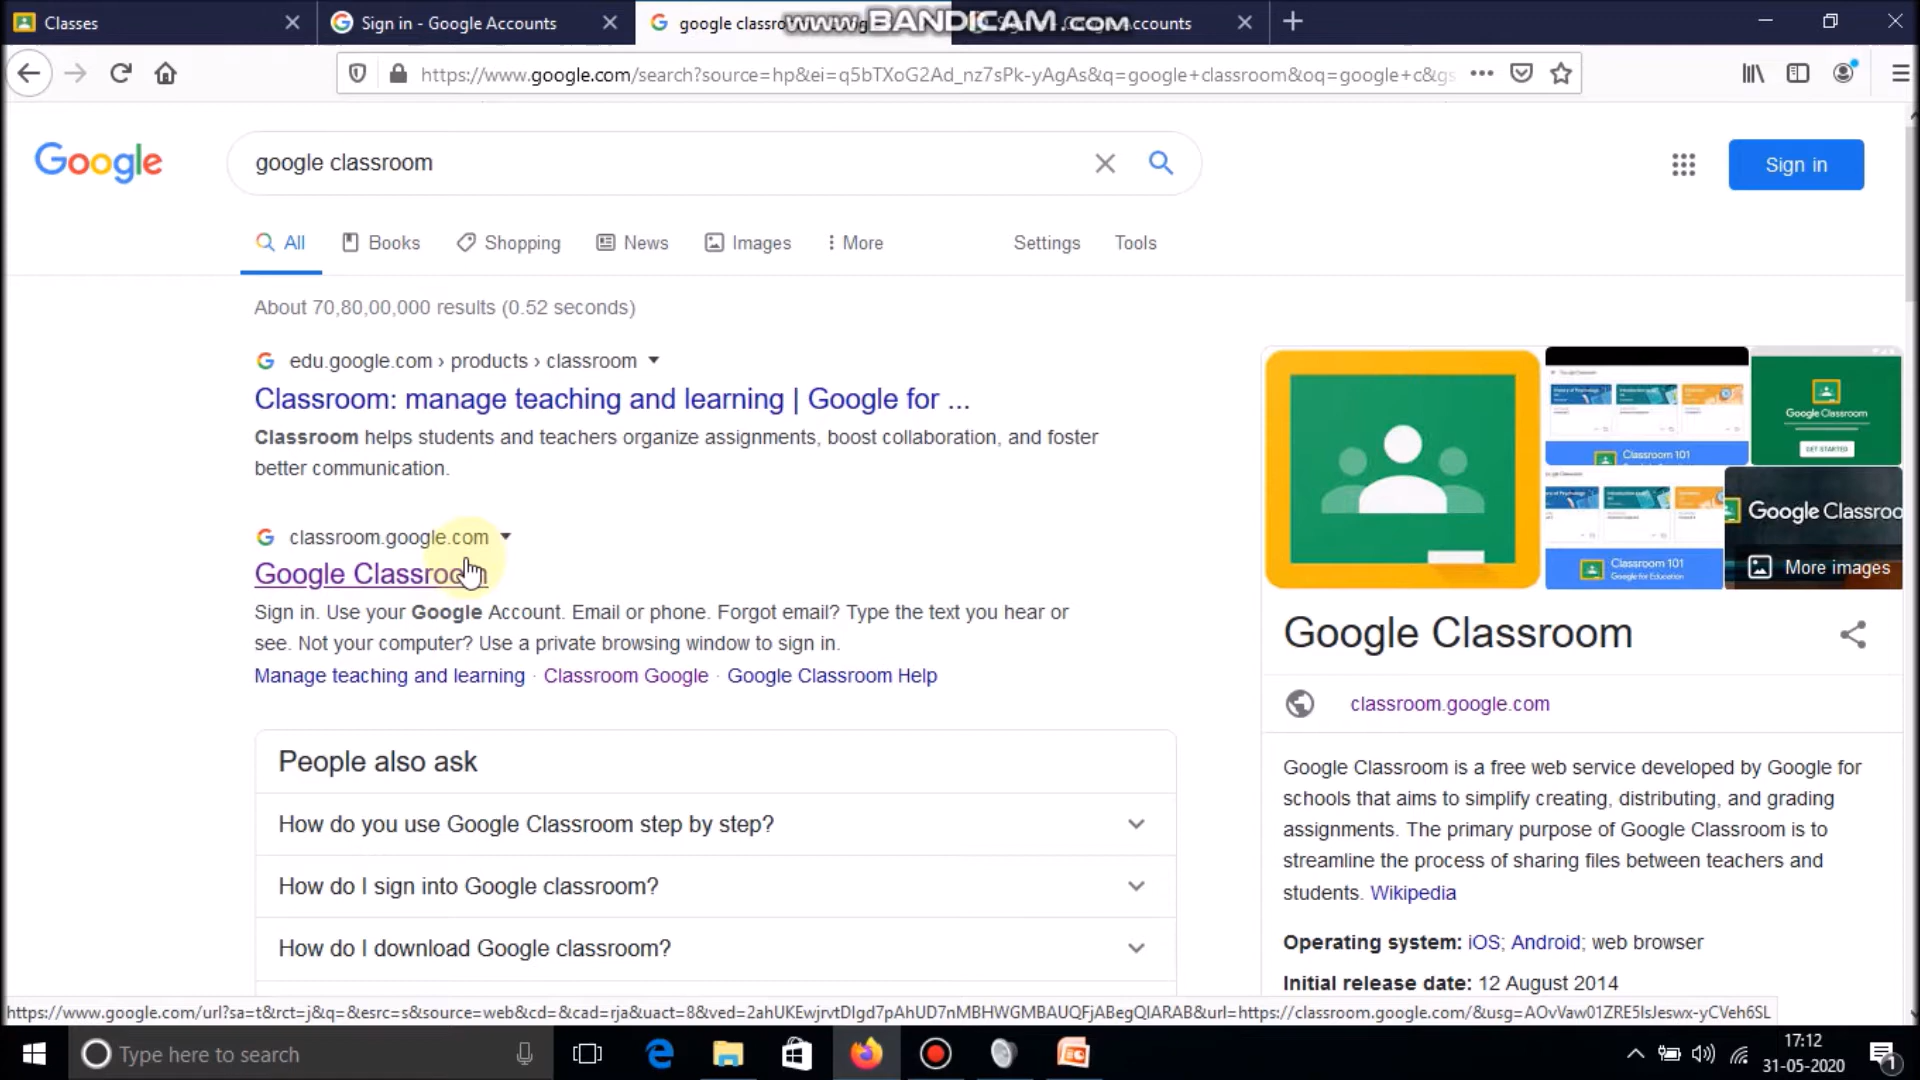 Classes
Sign in - Google Accounts
google classro
www.BANDICAM.com
ccounts
https://www.google.com/search?source=hp&ei=q5bTXoG2Ad_nz7sPk-yAgAs&q=google+classroom&oq=google+c&gs
Google
google classroom
Sign in
All
Books
Shopping
News
Images
More
Settings
Tools
About 70,80,00,000 results (0.52 seconds)
edu.google.com › products › classroom
Classroom: manage teaching and learning | Google for ...
Classroom helps students and teachers organize assignments, boost collaboration, and foster
better communication.
classroom.google.com
Google Classroom
Sign in. Use your Google Account. Email or phone. Forgot email? Type the text you hear or
see. Not your computer? Use a private browsing window to sign in.
Manage teaching and learning · Classroom Google · Google Classroom Help
People also ask
How do you use Google Classroom step by step?
How do I sign into Google classroom?
How do I download Google classroom?
Classroom 101
Google Classroom
GET STARTED
Classroom 101
Google for Education
Google Classroo
More images
Google Classroom
classroom.google.com
Google Classroom is a free web service developed by Google for
schools that aims to simplify creating, distributing, and grading
assignments. The primary purpose of Google Classroom is to
streamline the process of sharing files between teachers and
students. Wikipedia
Operating system: iOS; Android; web browser
Initial release date: 12 August 2014
https://www.google.com/url?sa=t&rct=j&q=&esrc=s&source=web&cd=&cad=rja&uact=8&ved=2ahUKEwjrvtDIgd7pAhUD7nMBHWGMBAUQFjABegQIARAB&url=https://classroom.google.com/&usg=AOvVaw01ZRE5IsJeswx-yCVeh6SL
Type here to search
17:12
31-05-2020
1